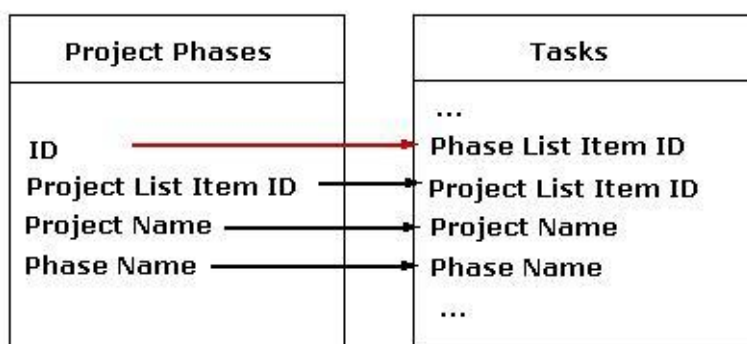 Project Phases
ID
Project List Item ID
Project Name
Phase Name
Tasks
...
Phase List Item ID
Project List Item ID
Project Name
Phase Name
...